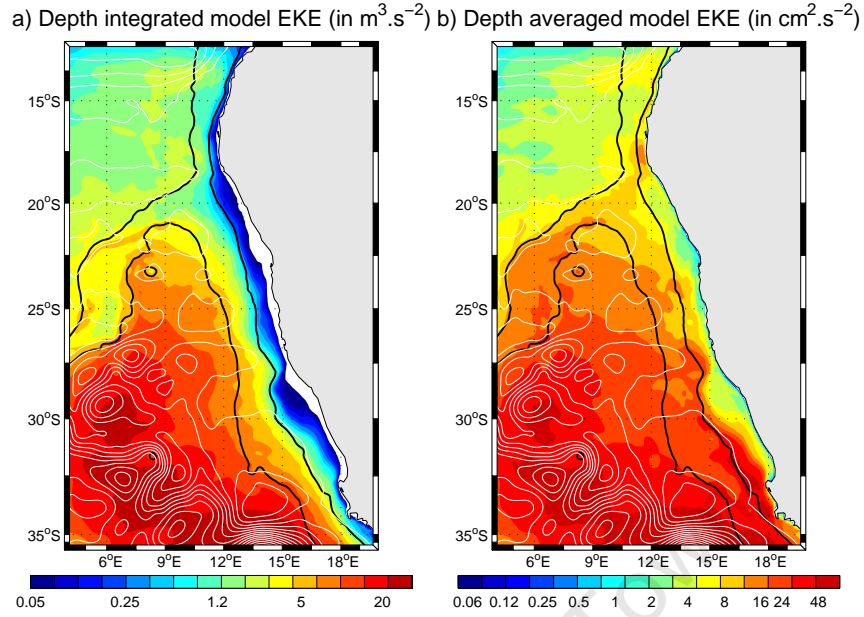 a) Depth integrated model EKE (in m³.s⁻²) b) Depth averaged model EKE (in cm².s⁻²)
15°S 15°S
20°S 20°S
25°S 25°S
30°S 30°S
35°S 35°S
6°E 9°E 12°E 15°E 18°E 6°E 9°E 12°E 15°E 18°E
0.05 0.25 1.2 5 20 0.06 0.12 0.25 0.5 1 2 4 8 16 24 48